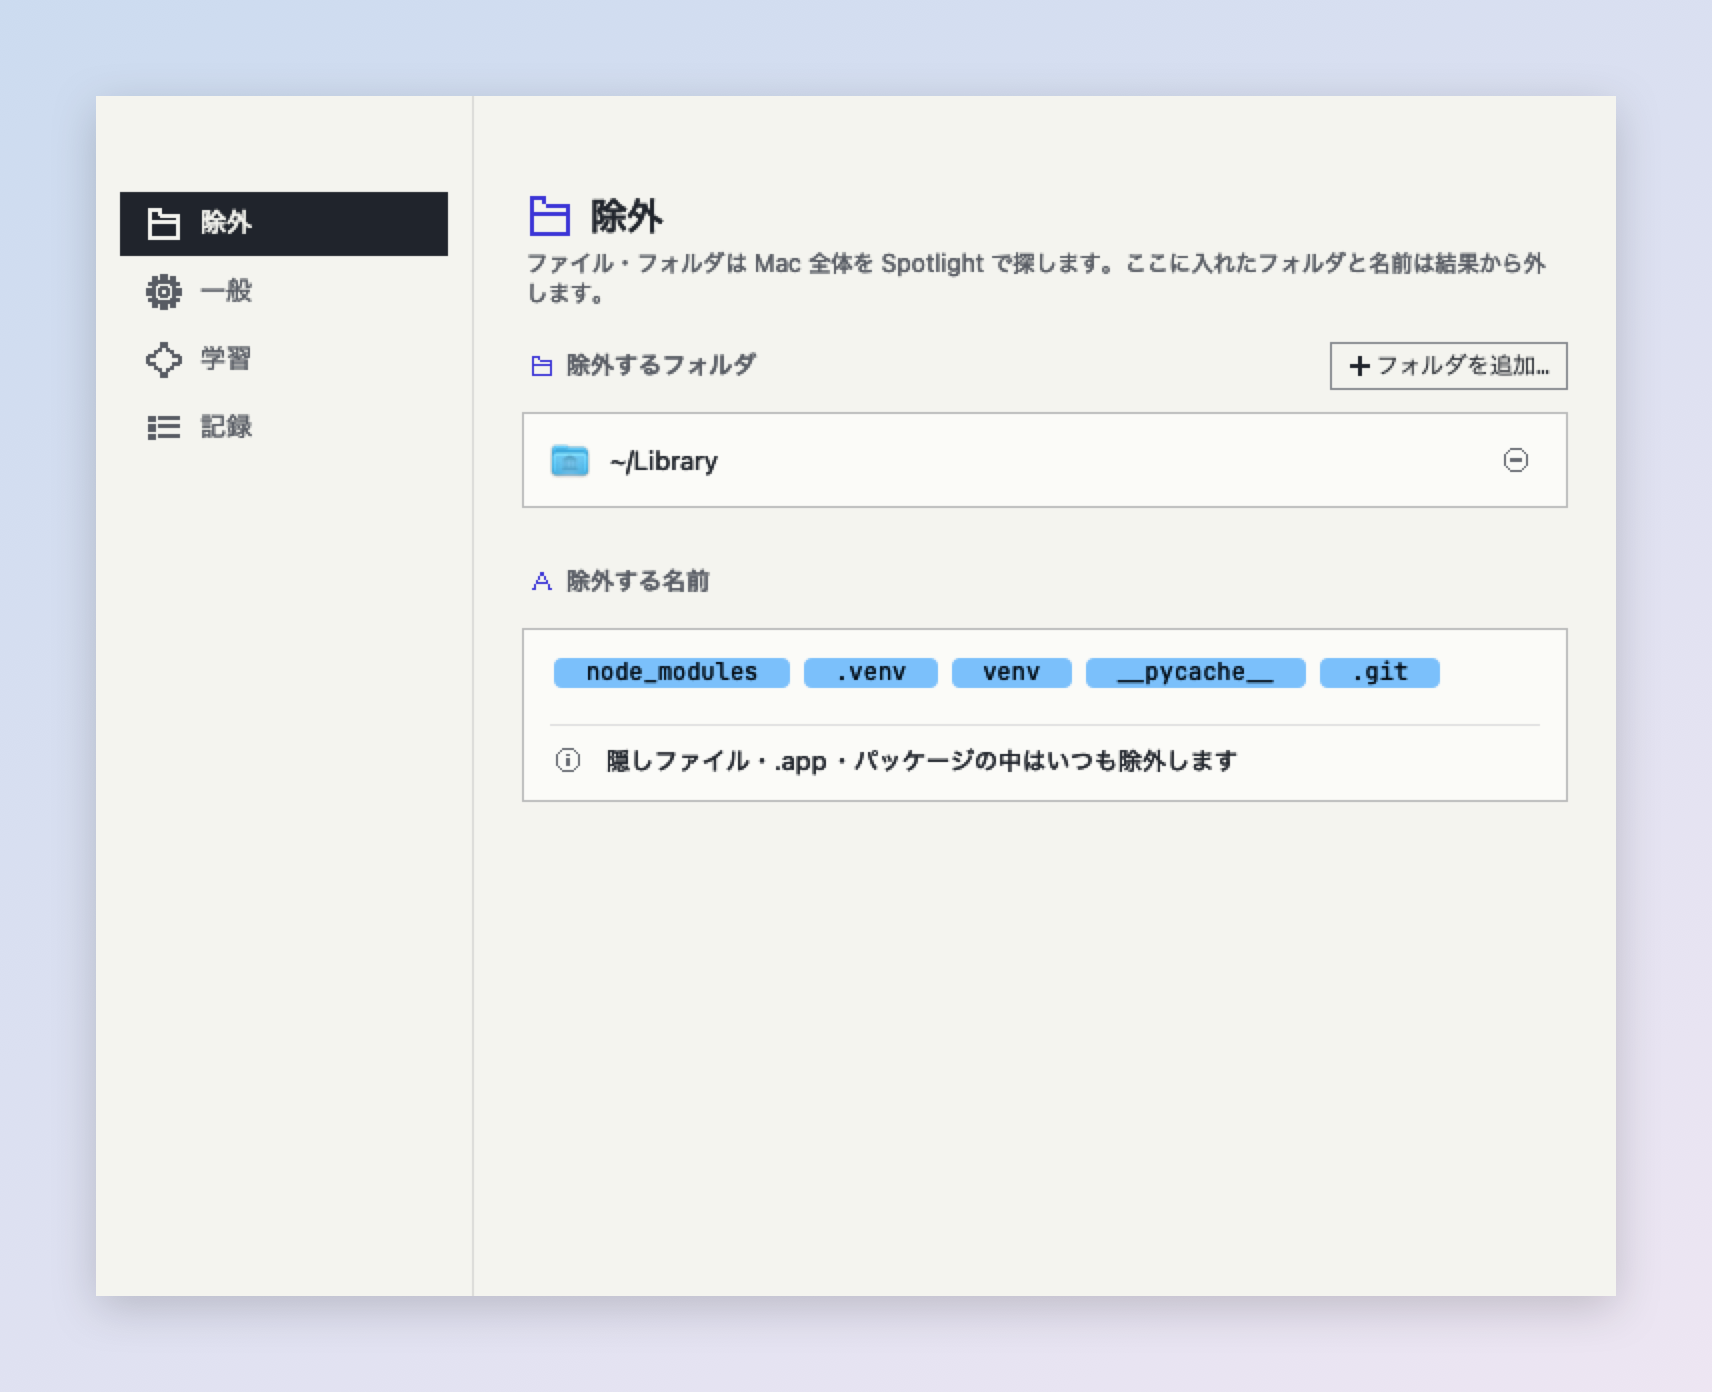 除外
一般
学習
記録
除外
ファイル・フォルダは Mac 全体を Spotlight で探します。ここに入れたフォルダと名前は結果から外
します。
除外するフォルダ
フォルダを追加...
~/Library
除外する名前
node_modules .venv venv __pycache__ .git
隠しファイル・.app・パッケージの中はいつも除外します